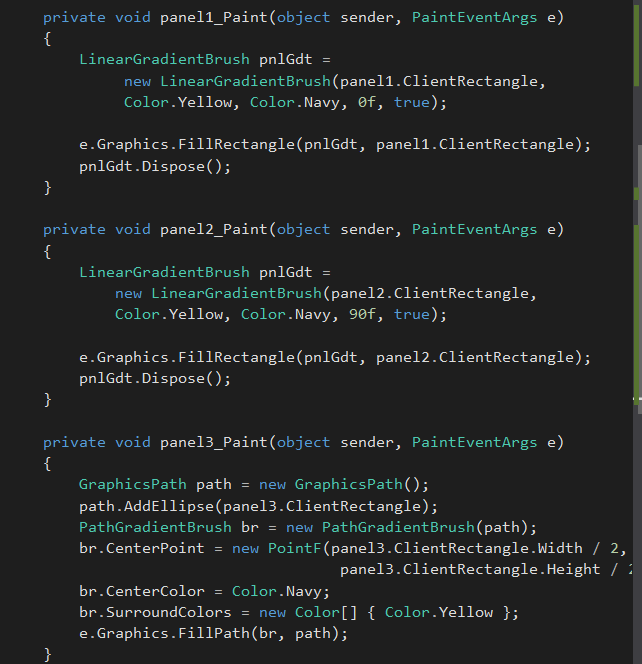 private void panel1_Paint(object sender, PaintEventArgs e)
{
    LinearGradientBrush pnlGdt =
         new LinearGradientBrush(panel1.ClientRectangle,
         Color.Yellow, Color.Navy, 0f, true);

    e.Graphics.FillRectangle(pnlGdt, panel1.ClientRectangle);
    pnlGdt.Dispose();
}

private void panel2_Paint(object sender, PaintEventArgs e)
{
    LinearGradientBrush pnlGdt =
        new LinearGradientBrush(panel2.ClientRectangle,
        Color.Yellow, Color.Navy, 90f, true);

    e.Graphics.FillRectangle(pnlGdt, panel2.ClientRectangle);
    pnlGdt.Dispose();
}

private void panel3_Paint(object sender, PaintEventArgs e)
{
    GraphicsPath path = new GraphicsPath();
    path.AddEllipse(panel3.ClientRectangle);
    PathGradientBrush br = new PathGradientBrush(path);
    br.CenterPoint = new PointF(panel3.ClientRectangle.Width / 2,
                                 panel3.ClientRectangle.Height /
    br.CenterColor = Color.Navy;
    br.SurroundColors = new Color[] { Color.Yellow };
    e.Graphics.FillPath(br, path);
}